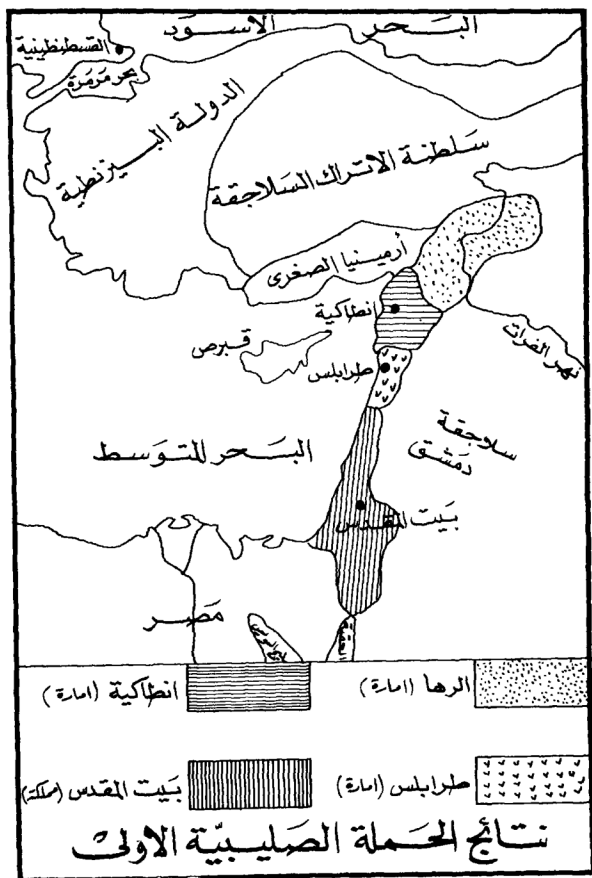 البحر الأسود
القسطنطينية
بحر مرمرة
الدولة البيزنطية
سلطنة الاتراك السلاجقة
أرمينيا الصغرى
انطاكية
قبرص
طرابلس
نهر الفرات
سلاجقة
دمشق
البحر المتوسط
بيت المقدس
مصر
الرها (امارة)
انطاكية (امارة)
طرابلس (امارة)
بيت المقدس (مملكة)
نتائج الحملة الصليبية الاولى